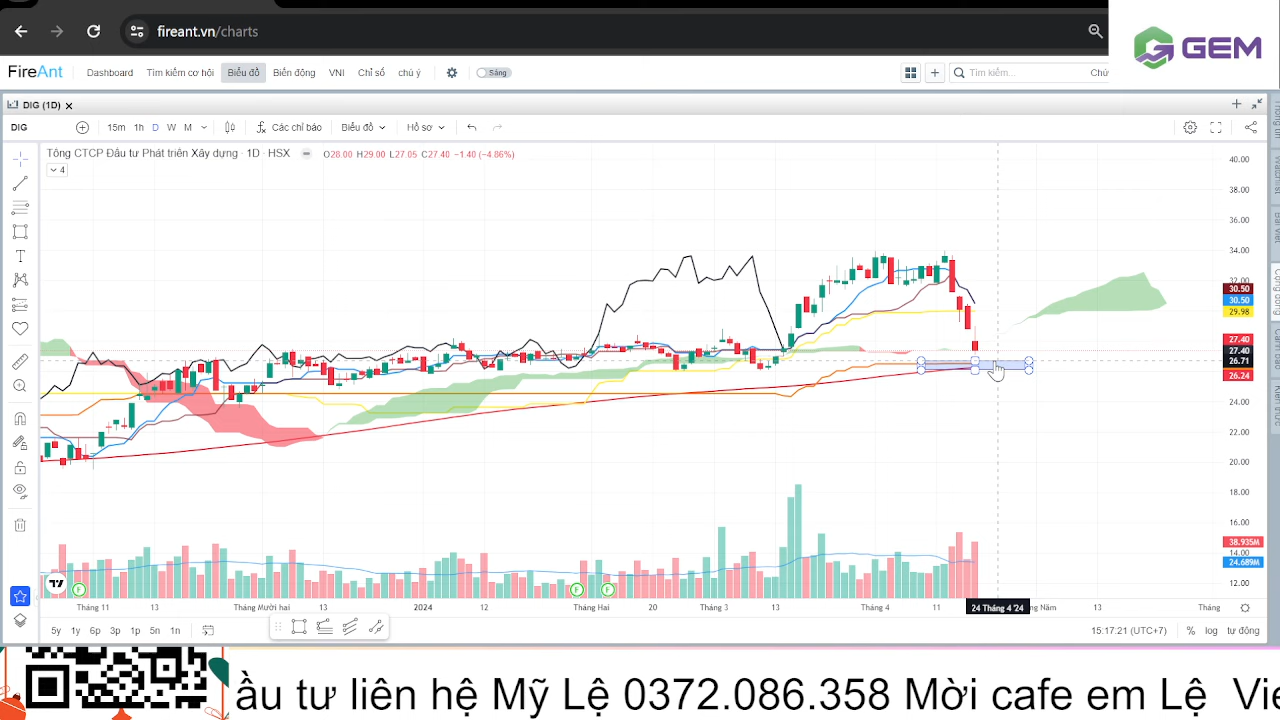 fireant.vn/charts
GEM
FireAnt Dashboard Tìm kiếm cơ hội Biểu đồ Biến động VNI Chỉ số chú ý Sáng Tìm kiếm... Chứ
DIG (1D)
DIG 15m 1h D W M Các chỉ báo Biểu đồ Hồ sơ
Tổng CTCP Đầu tư Phát triển Xây dựng · 1D · HSX O28.00 H29.00 L27.05 C27.40 −1.40 (−4.86%)
4
40.00
38.00
36.00
34.00
32.00
30.50
30.50
29.98
27.40
27.40
26.71
26.24
24.00
22.00
20.00
18.00
16.00
38.935M
14.00
24.689M
12.00
Tháng 11 13 Tháng Mười hai 2024 12 Tháng Hai 20 Tháng 3 13 Tháng 4 11 24 Tháng 4 '24 ng Năm 13 Tháng
5y 1y 6p 3p 1p 5n 1n 15:17:21 (UTC+7) % log tự động
ầu tư liên hệ Mỹ Lệ 0372.086.358 Mời cafe em Lệ Vie